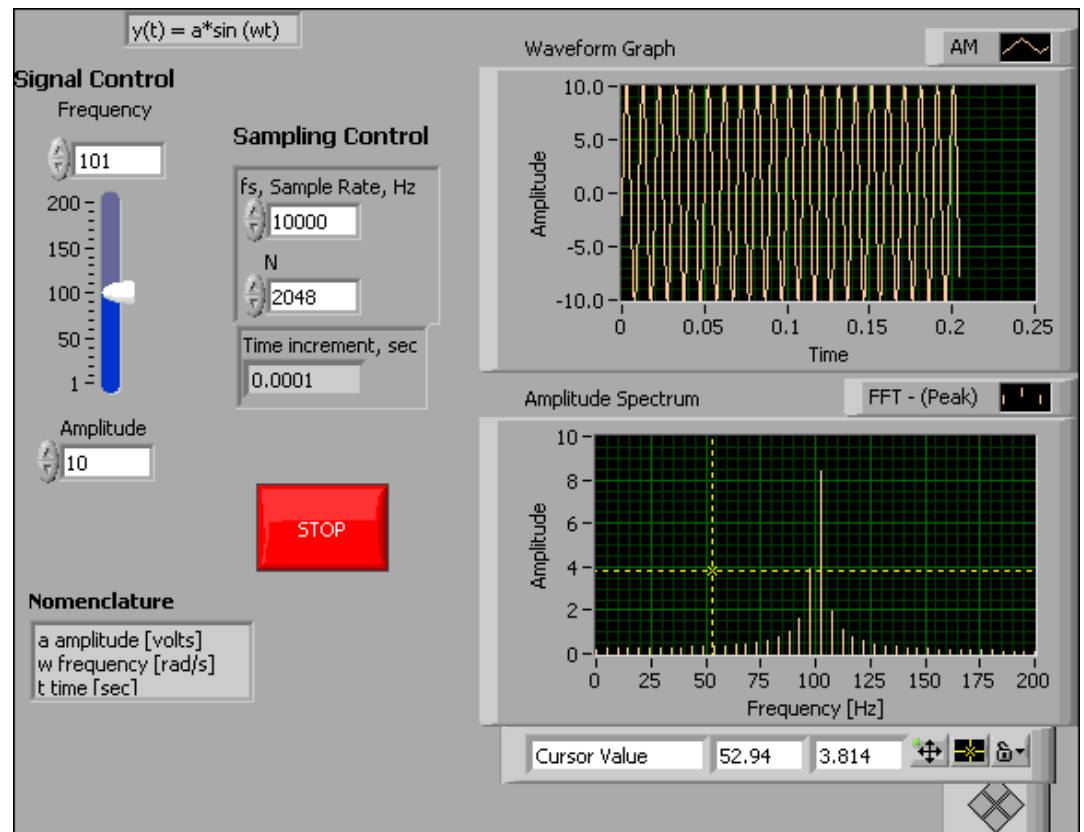 y(t) = a*sin (wt)
Signal Control
Frequency
101
200
150
100
50
1
Amplitude
10
Sampling Control
fs, Sample Rate, Hz
10000
N
2048
Time increment, sec
0.0001
STOP
Nomenclature
a amplitude [volts]
w frequency [rad/s]
t time [sec]
Waveform Graph
AM
Amplitude
10.0
5.0
0.0
-5.0
-10.0
0 0.05 0.1 0.15 0.2 0.25
Time
Amplitude Spectrum
FFT - (Peak)
Amplitude
10
8
6
4
2
0
0 25 50 75 100 125 150 175 200
Frequency [Hz]
Cursor Value 52.94 3.814